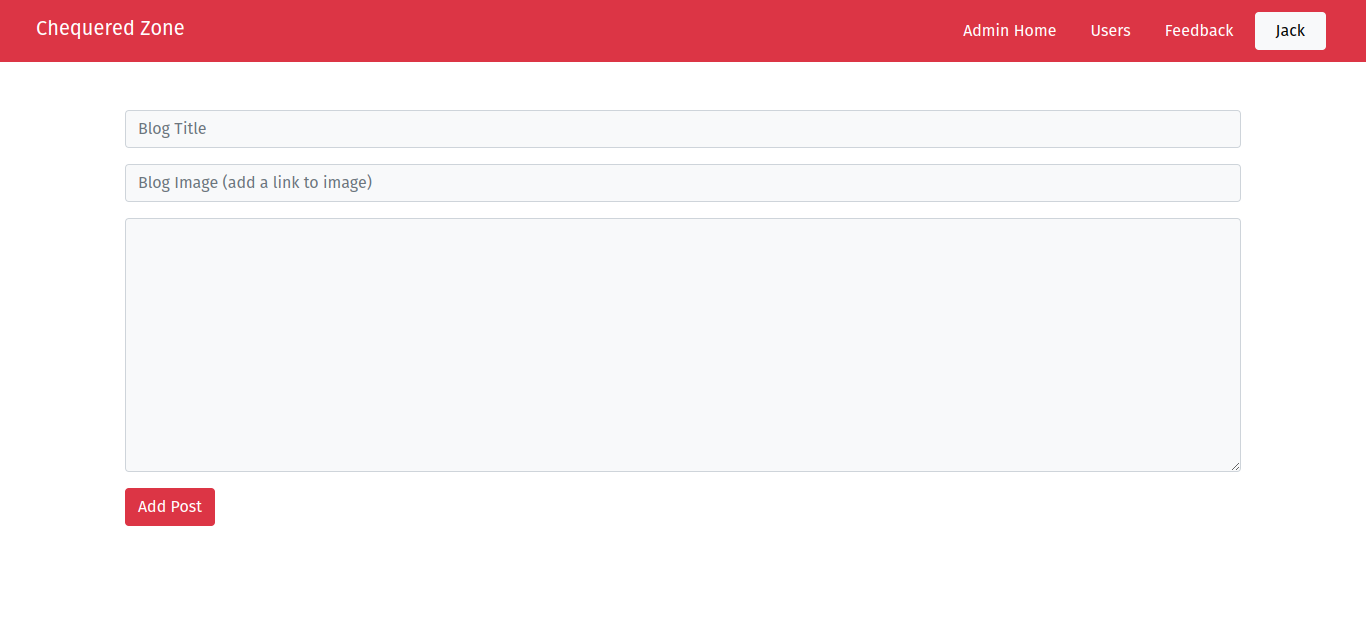 Chequered Zone
Admin Home Users Feedback Jack
Blog Title
Blog Image (add a link to image)
Add Post